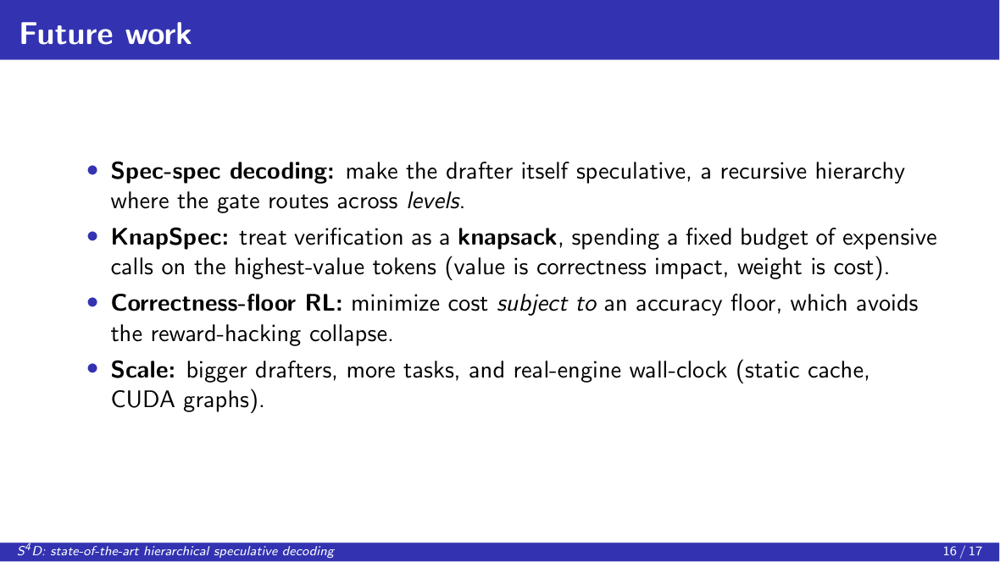 Future work
• Spec-spec decoding: make the drafter itself speculative, a recursive hierarchy
where the gate routes across levels.
• KnapSpec: treat verification as a knapsack, spending a fixed budget of expensive
calls on the highest-value tokens (value is correctness impact, weight is cost).
• Correctness-floor RL: minimize cost subject to an accuracy floor, which avoids
the reward-hacking collapse.
• Scale: bigger drafters, more tasks, and real-engine wall-clock (static cache,
CUDA graphs).
S⁴D: state-of-the-art hierarchical speculative decoding 16 / 17